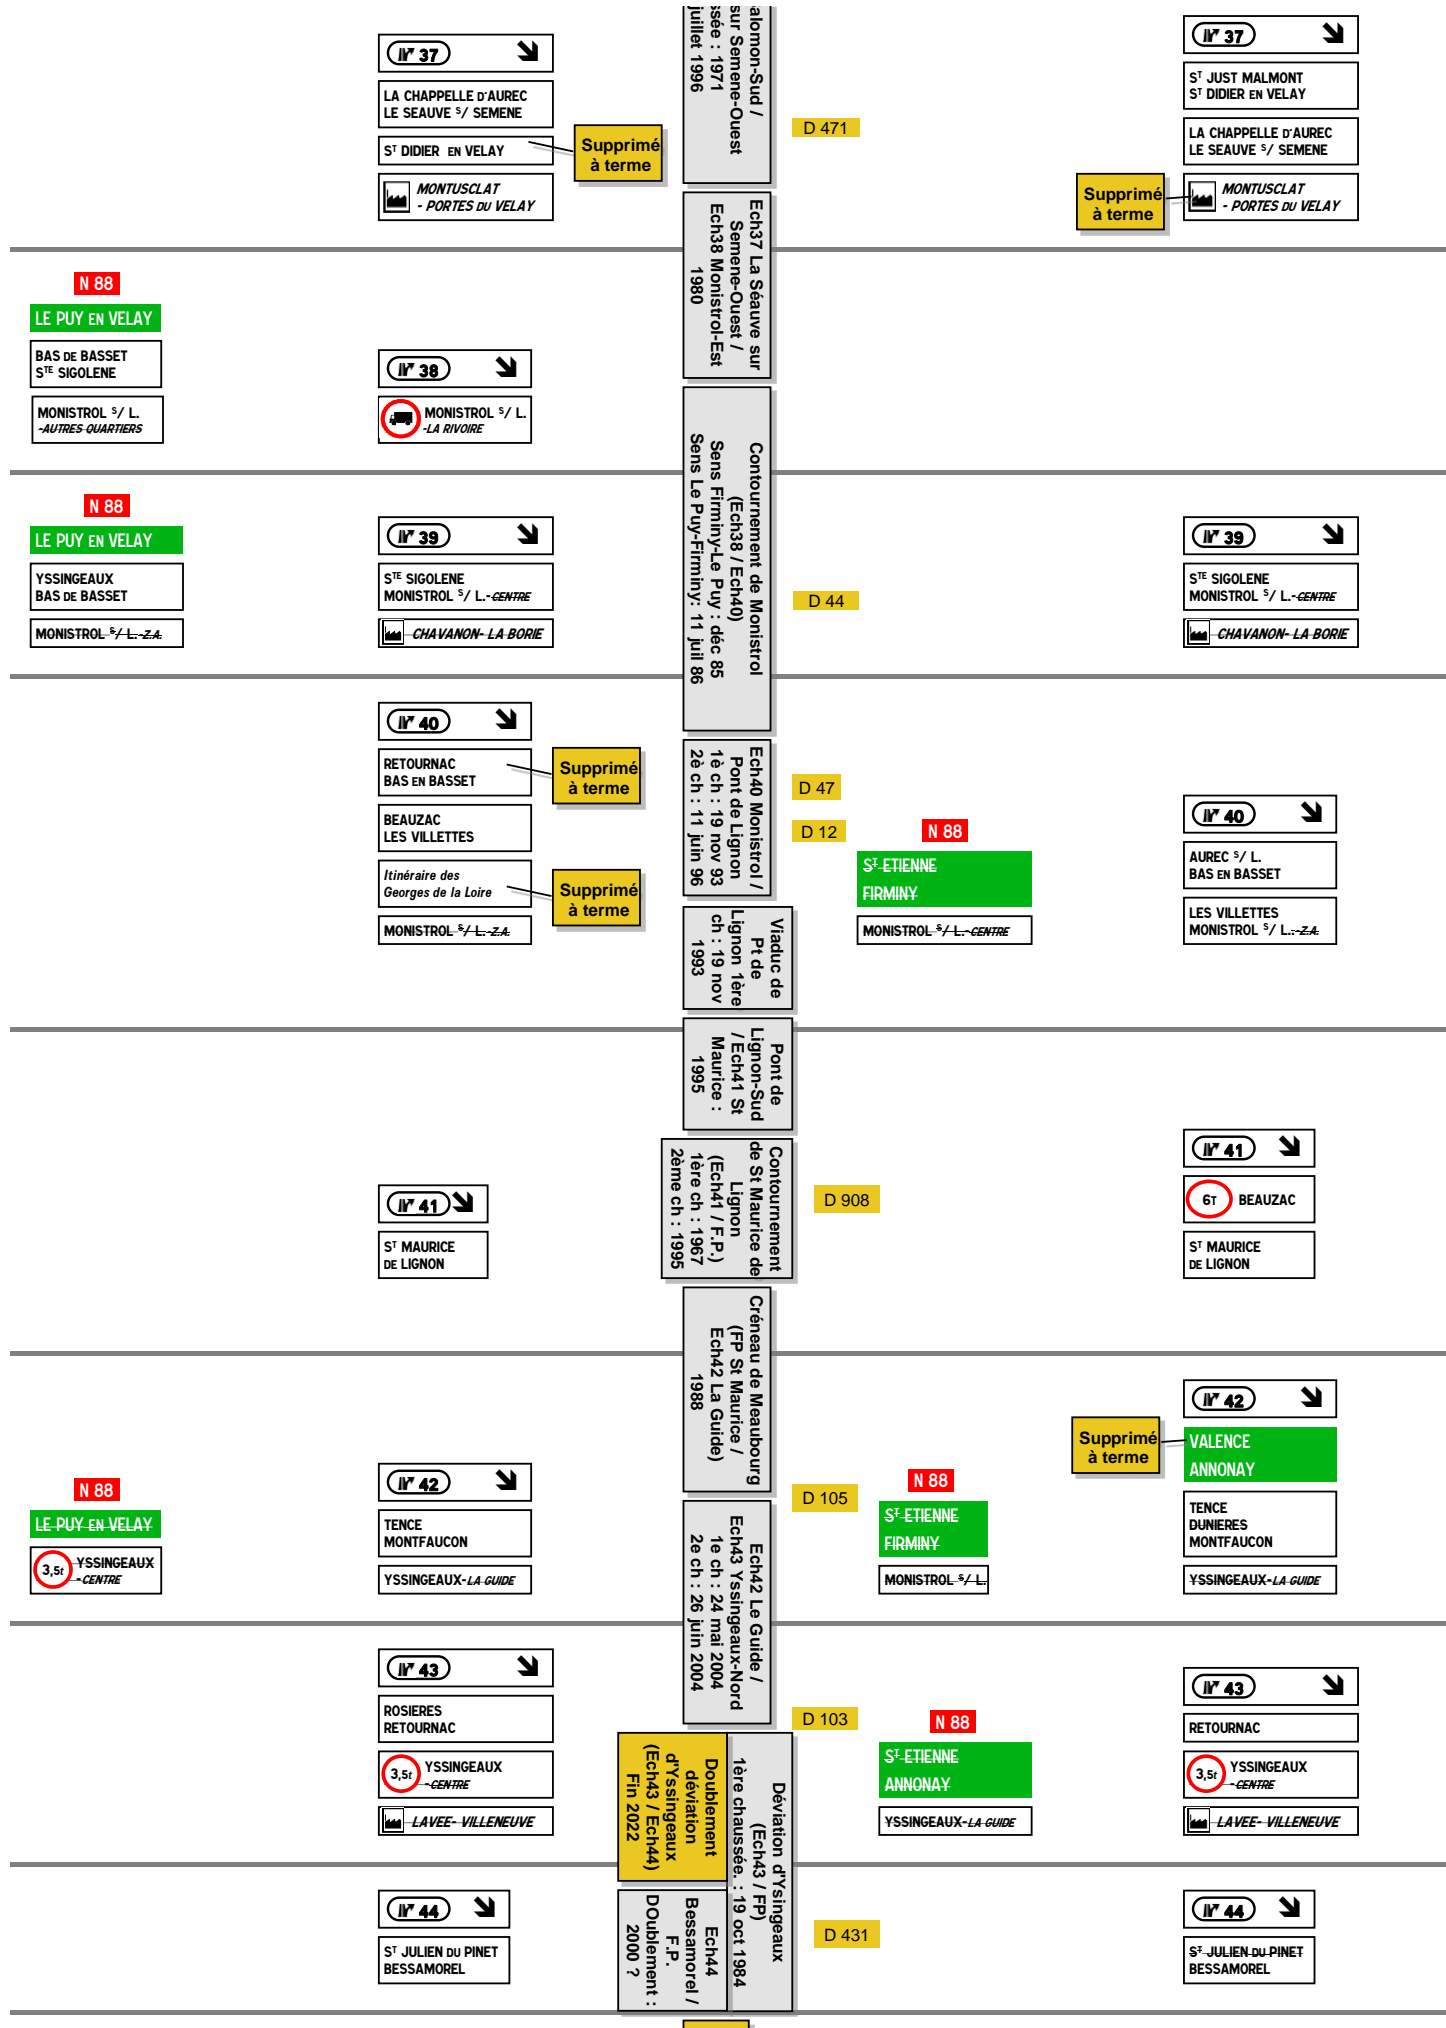 37
LA CHAPPELLE D'AUREC
LE SEAUVE S/ SEMENE
ST DIDIER EN VELAY
MONTUSCLAT
- PORTES DU VELAY
Supprimé
à terme
alomon-Sud /
sur Semene-Ouest
ssée : 1971
juillet 1996
D 471
37
ST JUST MALMONT
ST DIDIER EN VELAY
LA CHAPPELLE D'AUREC
LE SEAUVE S/ SEMENE
MONTUSCLAT
- PORTES DU VELAY
Supprimé
à terme
Ech37 La Séauve sur
Semene-Ouest /
Ech38 Monistrol-Est
1980
N 88
LE PUY EN VELAY
BAS DE BASSET
STE SIGOLENE
MONISTROL S/ L.
-AUTRES QUARTIERS
38
MONISTROL S/ L.
-LA RIVOIRE
Contournement de Monistrol
(Ech38 / Ech40)
Sens Firminy-Le Puy : déc 85
Sens Le Puy-Firminy: 11 juil 86
N 88
LE PUY EN VELAY
YSSINGEAUX
BAS DE BASSET
MONISTROL S/ L.-Z.A.
39
STE SIGOLENE
MONISTROL S/ L.-CENTRE
CHAVANON- LA BORIE
D 44
39
STE SIGOLENE
MONISTROL S/ L.-CENTRE
CHAVANON- LA BORIE
40
RETOURNAC
BAS EN BASSET
Supprimé
à terme
BEAUZAC
LES VILLETTES
Itinéraire des
Georges de la Loire
Supprimé
à terme
MONISTROL S/ L.-Z.A.
Ech40 Monistrol /
Pont de Lignon
1è ch : 19 nov 93
2è ch : 11 juin 96
D 47
D 12
N 88
ST ETIENNE
FIRMINY
MONISTROL S/ L.-CENTRE
40
AUREC S/ L.
BAS EN BASSET
LES VILLETTES
MONISTROL S/ L.-Z.A.
Viaduc de
Pt de
Lignon 1ère
ch : 19 nov
1993
Pont de
Lignon-Sud
/ Ech41 St
Maurice :
1995
41
ST MAURICE
DE LIGNON
Contournement
de St Maurice de
Lignon
(Ech41 / F.P.)
1ère ch : 1967
2ème ch : 1995
D 908
41
6T BEAUZAC
ST MAURICE
DE LIGNON
Créneau de Meaubourg
(FP St Maurice /
Ech42 La Guide)
1988
N 88
LE PUY EN VELAY
3,5t YSSINGEAUX
-CENTRE
42
TENCE
MONTFAUCON
YSSINGEAUX-LA GUIDE
D 105
N 88
ST ETIENNE
FIRMINY
MONISTROL S/ L.
Supprimé
à terme
42
VALENCE
ANNONAY
TENCE
DUNIERES
MONTFAUCON
YSSINGEAUX-LA GUIDE
Ech42 Le Guide /
Ech43 Yssingeaux-Nord
1e ch : 24 mai 2004
2e ch : 26 juin 2004
43
ROSIERES
RETOURNAC
3,5t YSSINGEAUX
-CENTRE
LAVEE- VILLENEUVE
D 103
N 88
ST ETIENNE
ANNONAY
YSSINGEAUX-LA GUIDE
43
RETOURNAC
3,5t YSSINGEAUX
-CENTRE
LAVEE- VILLENEUVE
Déviation d'Ysingeaux
(Ech43 / FP)
1ère chaussée. : 19 oct 1984
Doublement
déviation
d'Yssingeaux
(Ech43 / Ech44)
Fin 2022
44
ST JULIEN DU PINET
BESSAMOREL
Ech44
Bessamorel /
F.P.
DOublement :
2000 ?
D 431
44
ST JULIEN DU PINET
BESSAMOREL